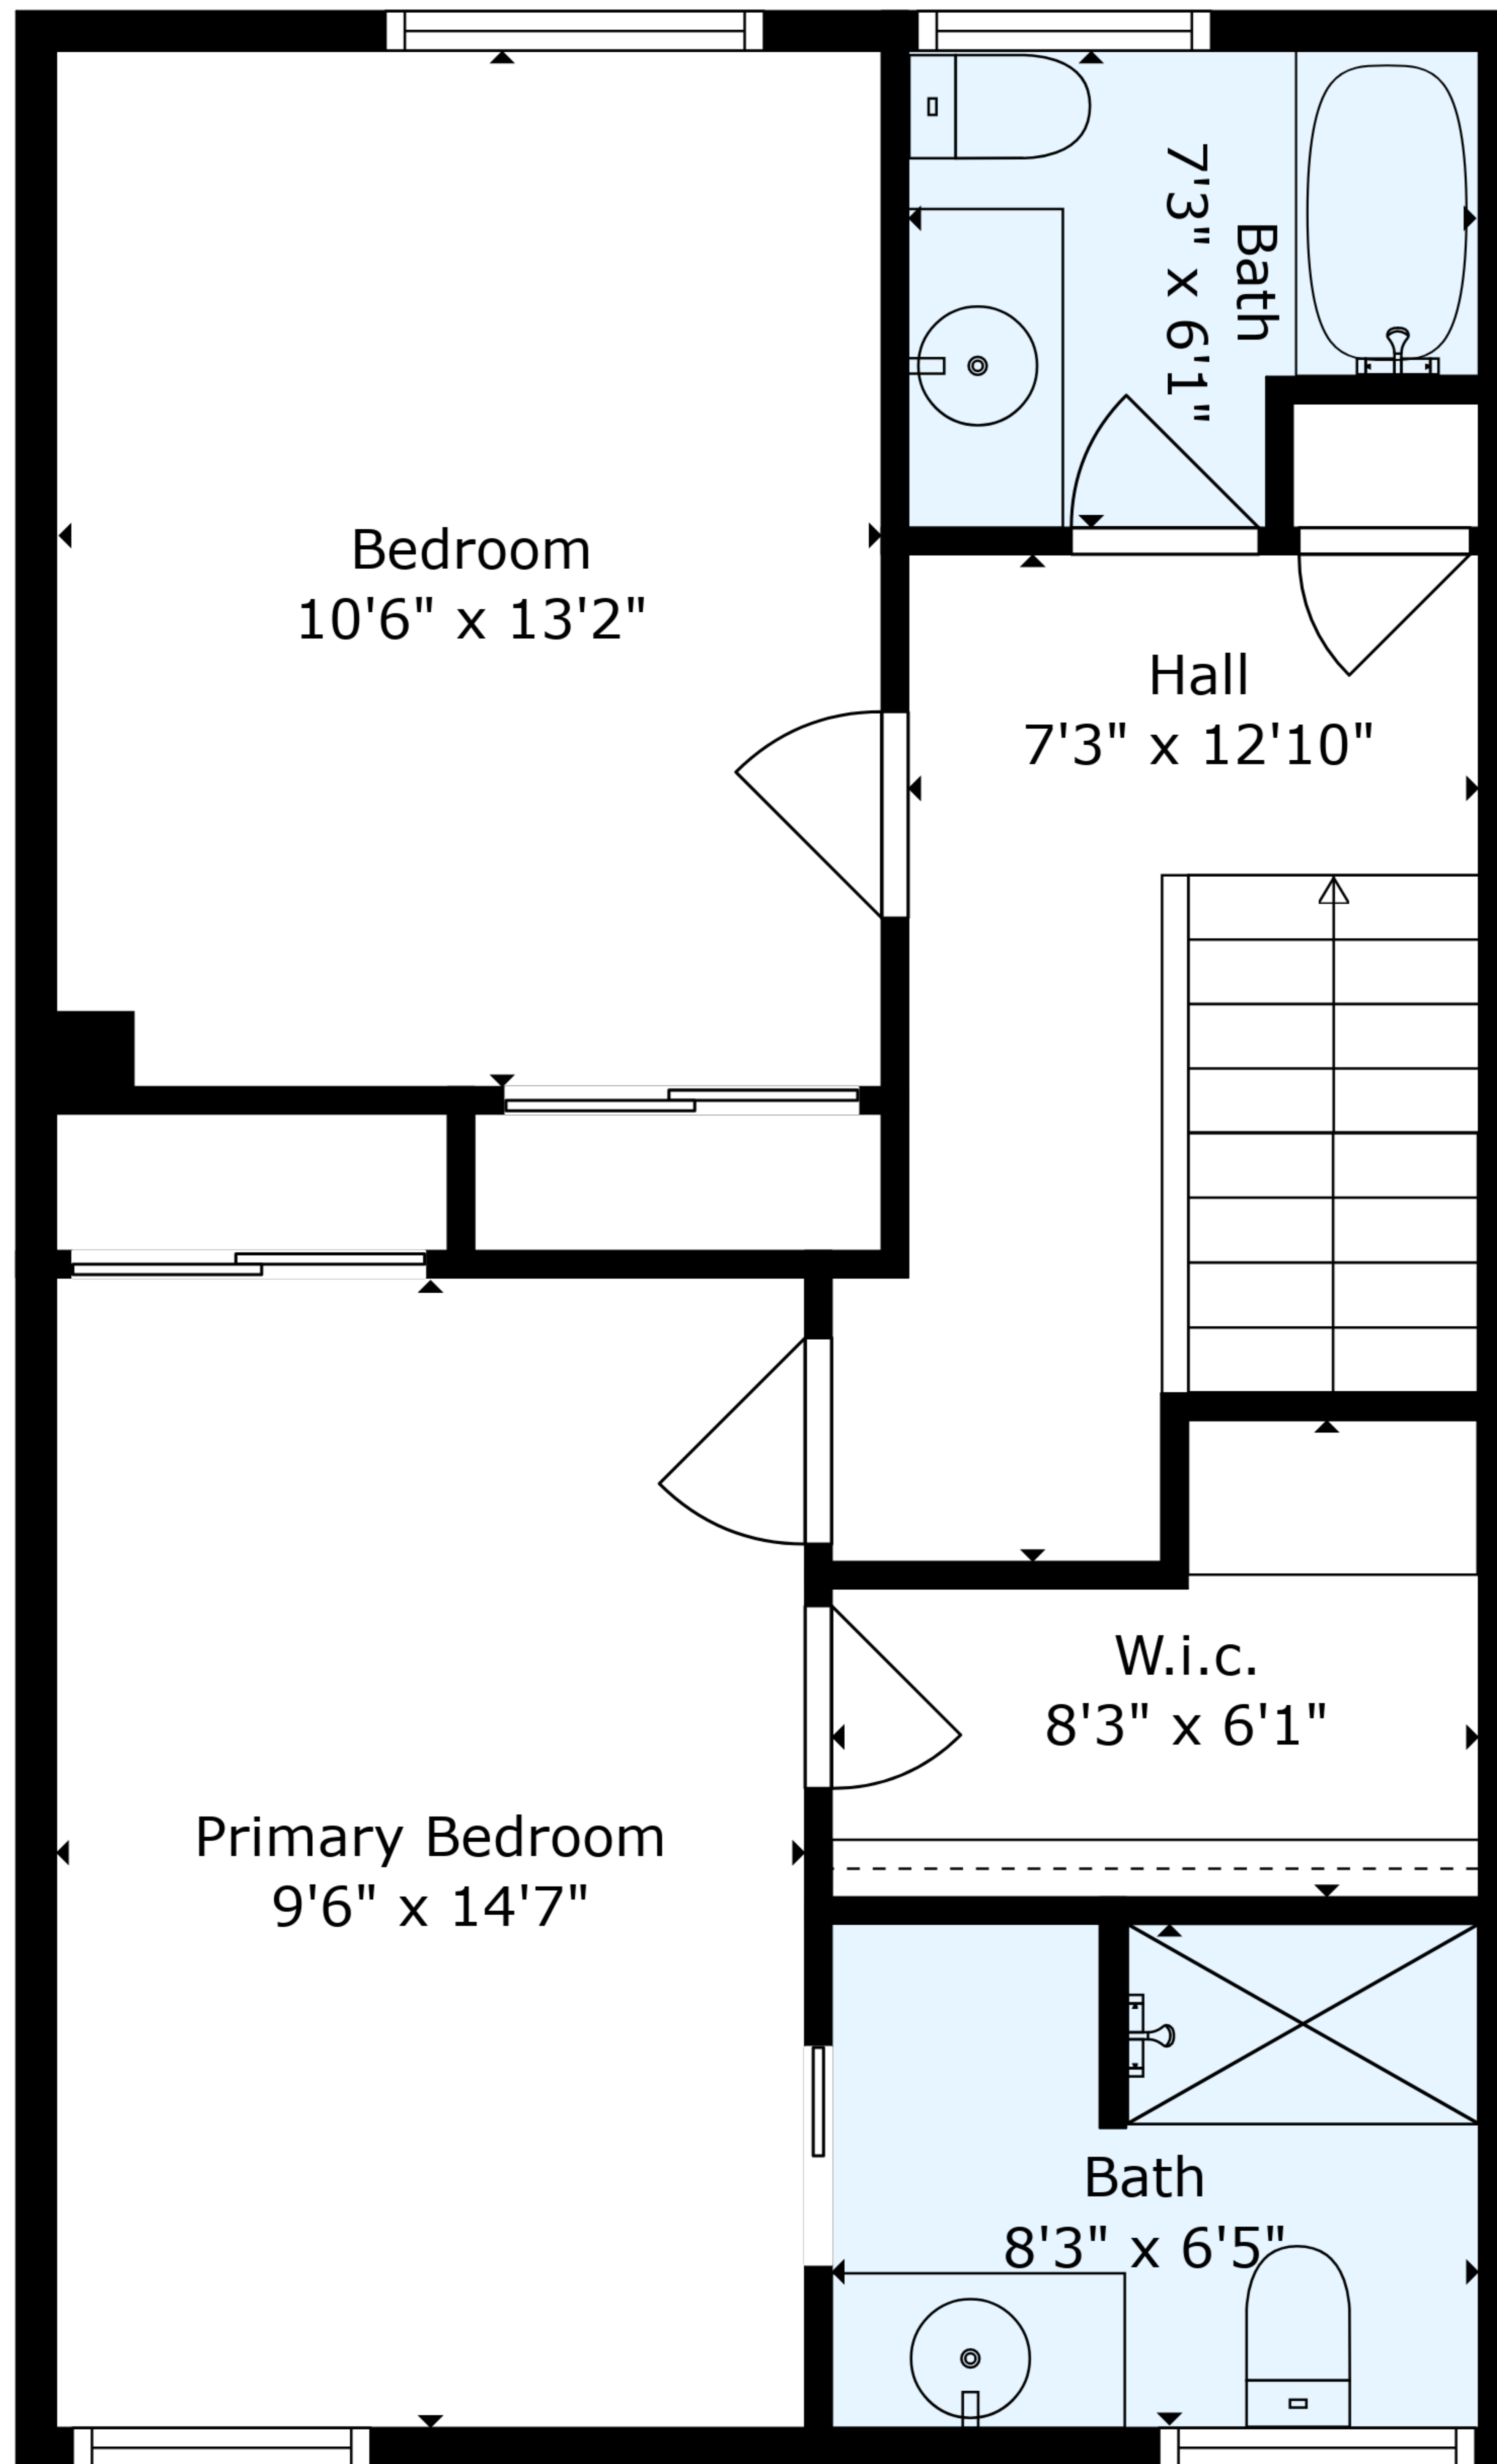 Bath
7'3" x 6'1"
Bedroom
10'6" x 13'2"
Hall
7'3" x 12'10"
W.i.c.
8'3" x 6'1"
Primary Bedroom
9'6" x 14'7"
Bath
8'3" x 6'5"